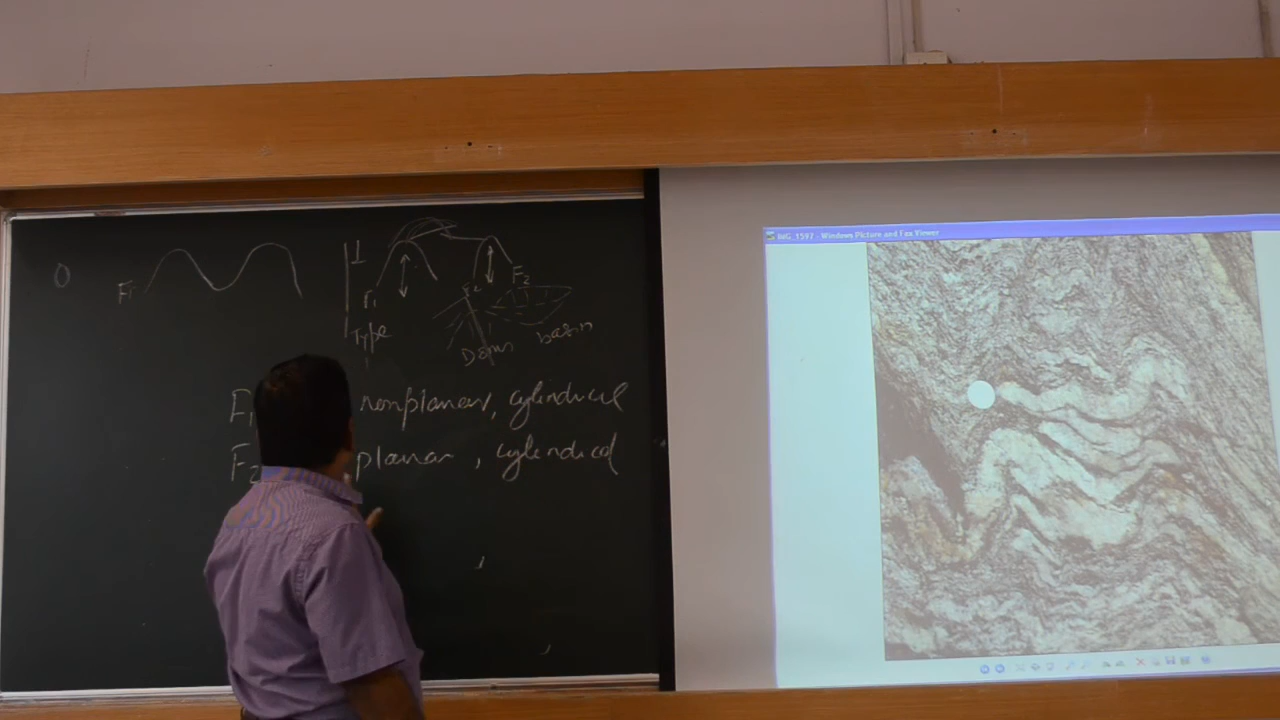 0
F1
1
F1
F2
F2
Type
Dome
basin
F1 nonplanar, cylindrical
F2 planar, cylindrical
IMG_1597 - Windows Picture and Fax Viewer